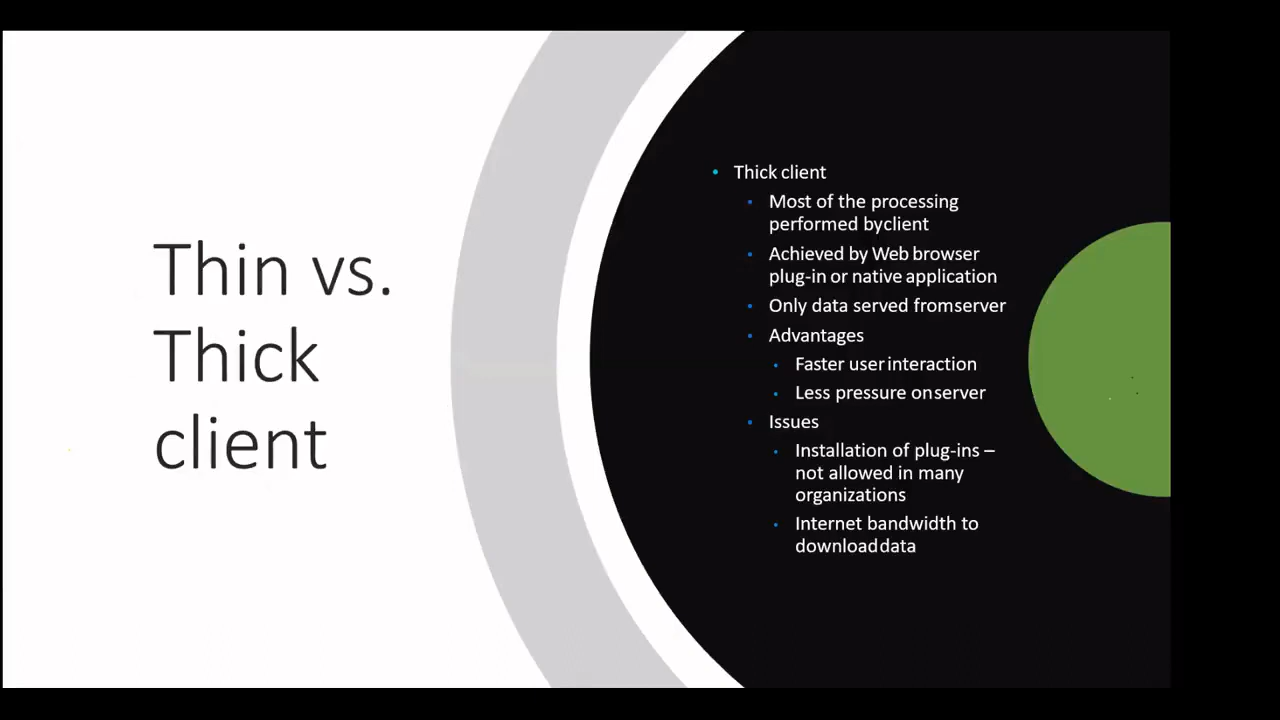 Thin vs.
Thick
client
Thick client
Most of the processing
performed byclient
Achieved by Web browser
plug-in or native application
Only data served fromserver
Advantages
Faster user interaction
Less pressure onserver
Issues
Installation of plug-ins –
not allowed in many
organizations
Internet bandwidth to
downloaddata